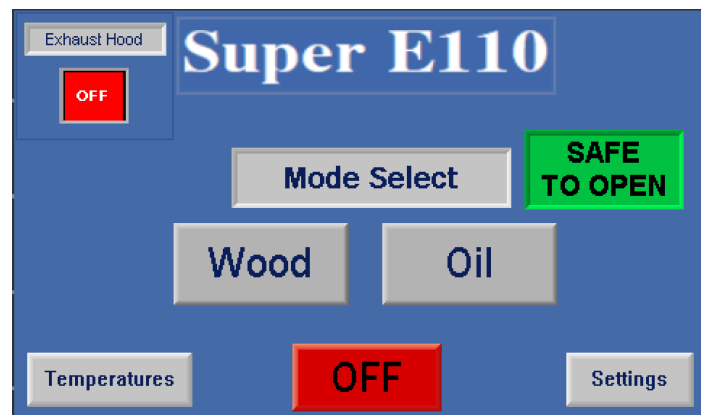 Exhaust Hood
OFF
Super E110
Mode Select
SAFE
TO OPEN
Wood
Oil
Temperatures
OFF
Settings